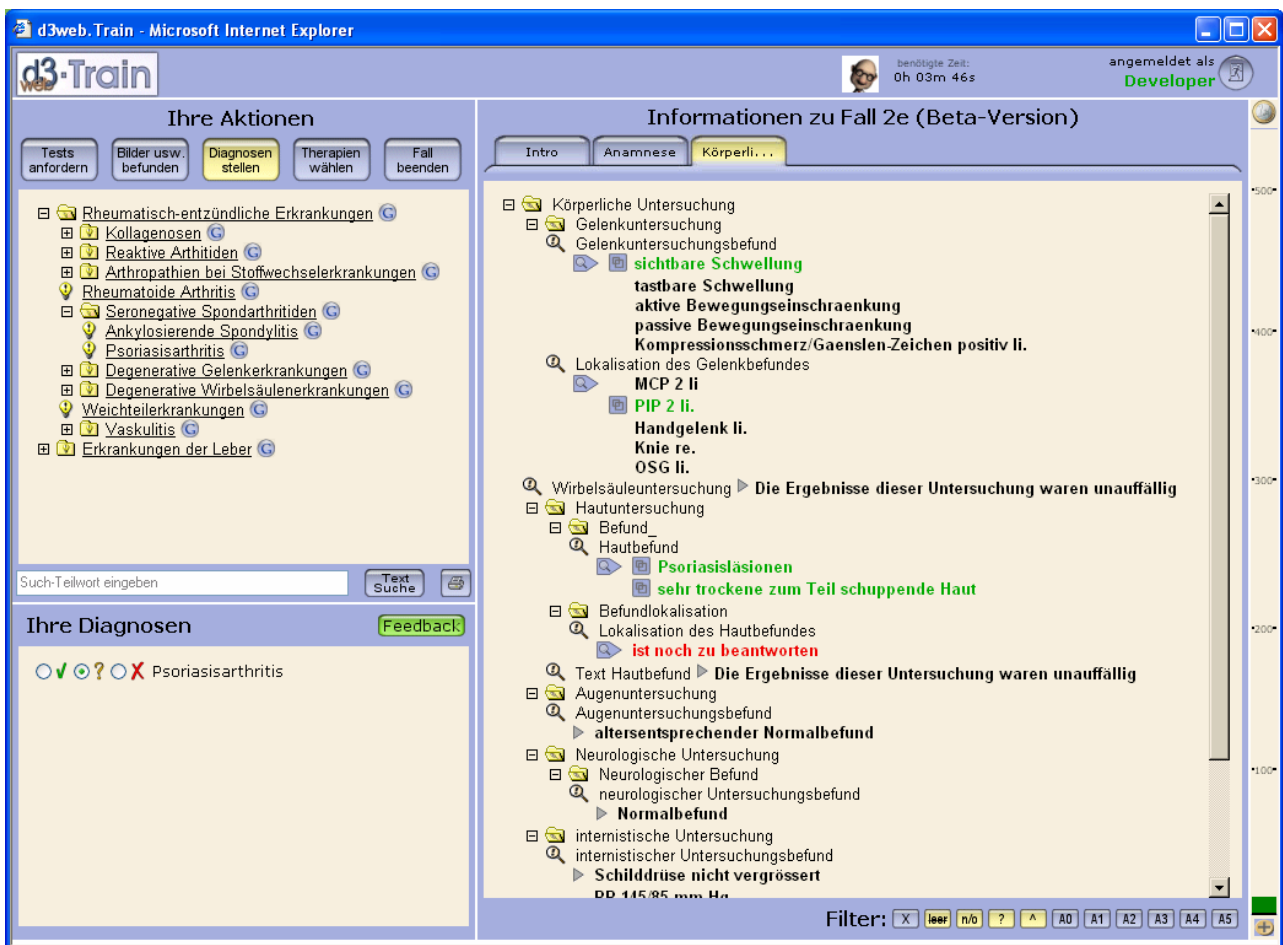 d3web.Train - Microsoft Internet Explorer
d3web-Train
benötigte Zeit:
0h 03m 46s
angemeldet als
Developer
Ihre Aktionen
Tests anfordern
Bilder usw. befunden
Diagnosen stellen
Therapien wählen
Fall beenden
Rheumatisch-entzündliche Erkrankungen G
Kollagenosen G
Reaktive Arthitiden G
Arthropathien bei Stoffwechselerkrankungen G
Rheumatoide Arthritis G
Seronegative Spondarthritiden G
Ankylosierende Spondylitis G
Psoriasisarthritis G
Degenerative Gelenkerkrankungen G
Degenerative Wirbelsäulenerkrankungen G
Weichteilerkrankungen G
Vaskulitis G
Erkrankungen der Leber G
Such-Teilwort eingeben
Text Suche
Ihre Diagnosen
Feedback
? X Psoriasisarthritis
Informationen zu Fall 2e (Beta-Version)
Intro
Anamnese
Körperli...
Körperliche Untersuchung
Gelenkuntersuchung
Gelenkuntersuchungsbefund
sichtbare Schwellung
tastbare Schwellung
aktive Bewegungseinschraenkung
passive Bewegungseinschraenkung
Kompressionsschmerz/Gaenslen-Zeichen positiv li.
Lokalisation des Gelenkbefundes
MCP 2 li
PIP 2 li.
Handgelenk li.
Knie re.
OSG li.
Wirbelsäuleuntersuchung Die Ergebnisse dieser Untersuchung waren unauffällig
Hautuntersuchung
Befund_
Hautbefund
Psoriasisläsionen
sehr trockene zum Teil schuppende Haut
Befundlokalisation
Lokalisation des Hautbefundes
ist noch zu beantworten
Text Hautbefund Die Ergebnisse dieser Untersuchung waren unauffällig
Augenuntersuchung
Augenuntersuchungsbefund
altersentsprechender Normalbefund
Neurologische Untersuchung
Neurologischer Befund
neurologischer Untersuchungsbefund
Normalbefund
internistische Untersuchung
internistischer Untersuchungsbefund
Schilddrüse nicht vergrössert
RR 145/85 mm Hg
Filter: X leer n/o ? ^ A0 A1 A2 A3 A4 A5
500
400
300
200
100